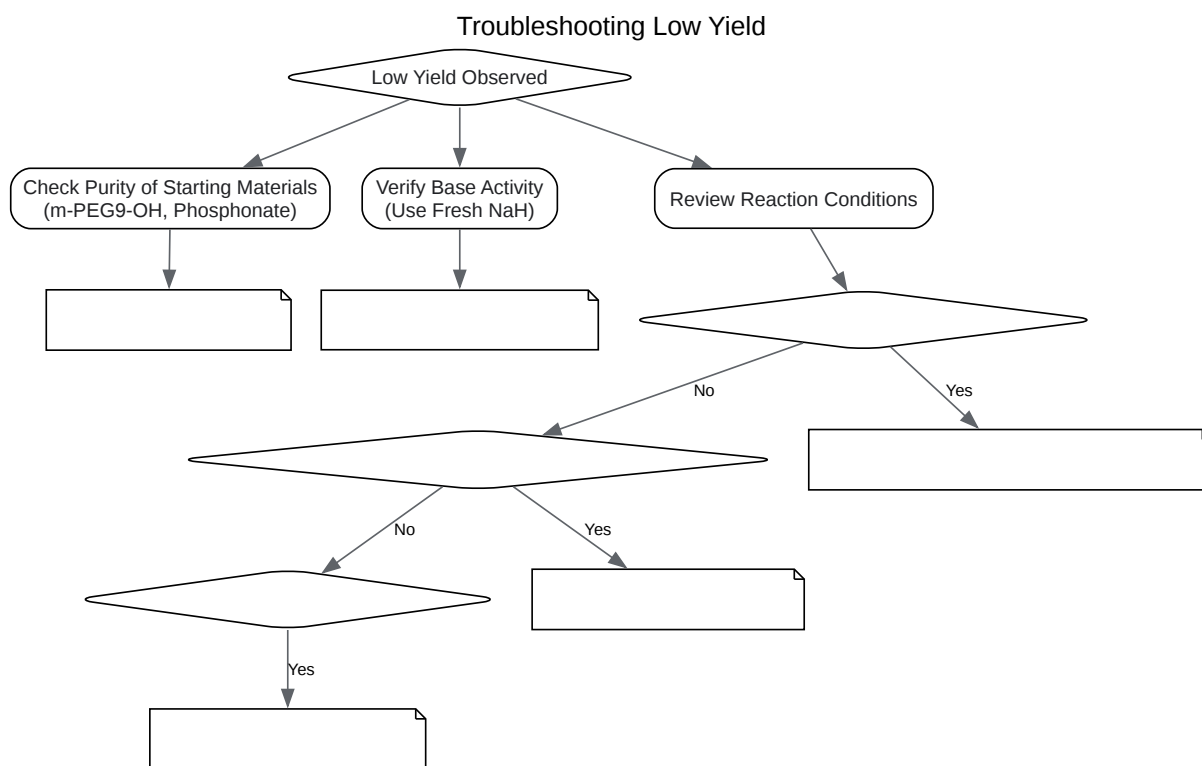 Troubleshooting Low Yield
Low Yield Observed
Check Purity of Starting Materials
(m-PEG9-OH, Phosphonate)
Verify Base Activity
(Use Fresh NaH)
Review Reaction Conditions
No
Yes
No
Yes
Yes